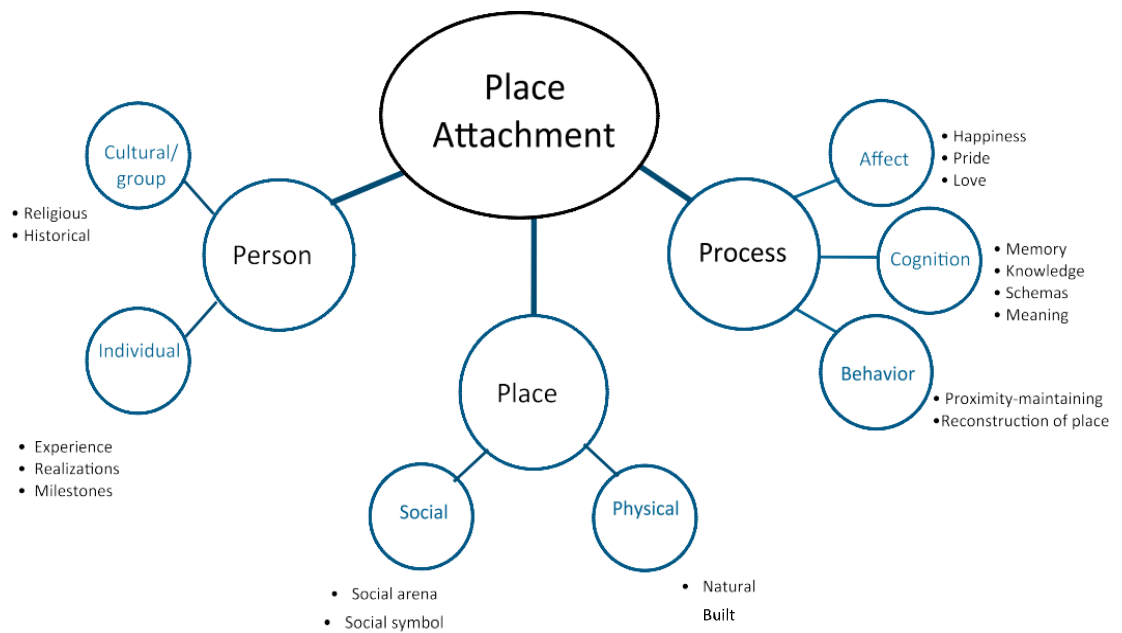 Place
Attachment
Cultural/
group
• Religious
• Historical
Person
Individual
• Experience
• Realizations
• Milestones
Place
Social
• Social arena
• Social symbol
Physical
• Natural
Built
Process
Affect
• Happiness
• Pride
• Love
Cognition
• Memory
• Knowledge
• Schemas
• Meaning
Behavior
• Proximity-maintaining
•Reconstruction of place